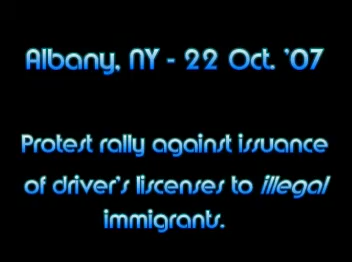 Albany, NY - 22 Oct. '07
Protest rally against issuance
of driver's liscenses to illegal
immigrants.